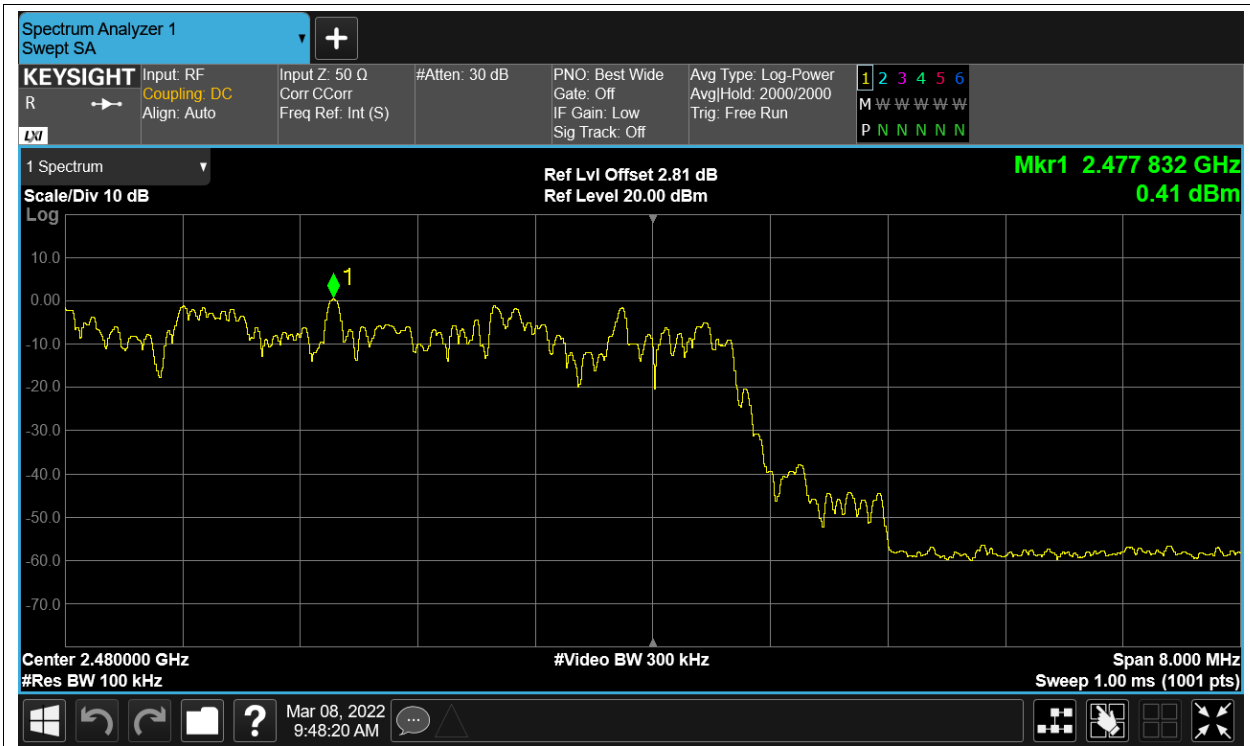 Spectrum Analyzer 1
Swept SA
KEYSIGHT
R
LXI
Input: RF
Coupling: DC
Align: Auto
Input Z: 50 Ω
Corr CCorr
Freq Ref: Int (S)
#Atten: 30 dB
PNO: Best Wide
Gate: Off
IF Gain: Low
Sig Track: Off
Avg Type: Log-Power
Avg|Hold: 2000/2000
Trig: Free Run
1 2 3 4 5 6
M W W W W W
P N N N N N
1 Spectrum
Scale/Div 10 dB
Ref Lvl Offset 2.81 dB
Ref Level 20.00 dBm
Mkr1 2.477 832 GHz
0.41 dBm
Log
10.0
0.00
-10.0
-20.0
-30.0
-40.0
-50.0
-60.0
-70.0
1
Center 2.480000 GHz
#Res BW 100 kHz
#Video BW 300 kHz
Span 8.000 MHz
Sweep 1.00 ms (1001 pts)
?
Mar 08, 2022
9:48:20 AM